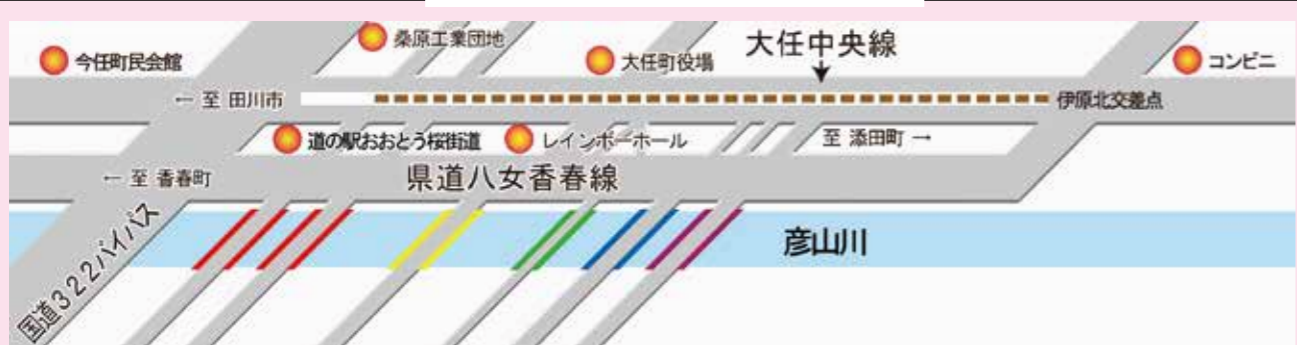 桑原工業団地
今任町民会館
大任町役場
大任中央線
コンビニ
← 至 田川市
伊原北交差点
道の駅おおとう桜街道
レインボーホール
至 添田町 →
← 至 香春町
県道八女香春線
国道322バイパス
彦山川